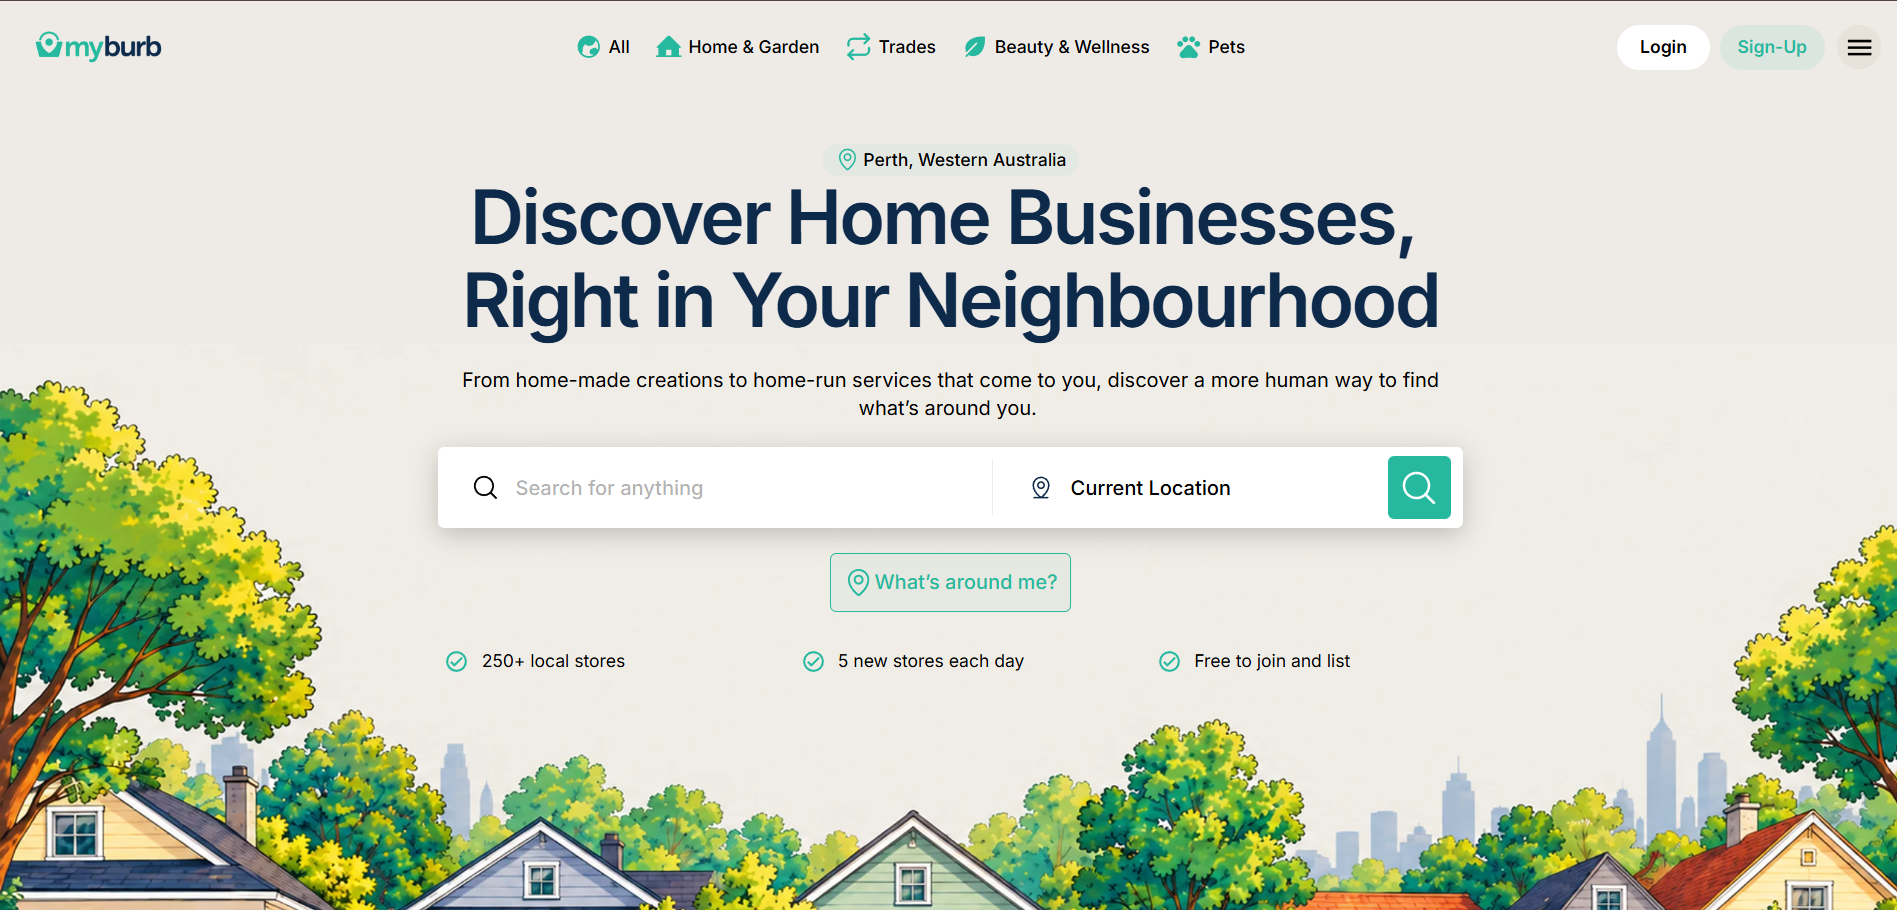 myburb
All
Home & Garden
Trades
Beauty & Wellness
Pets
Login
Sign-Up
Perth, Western Australia
Discover Home Businesses,
Right in Your Neighbourhood
From home-made creations to home-run services that come to you, discover a more human way to find
what’s around you.
Search for anything
Current Location
What’s around me?
250+ local stores
5 new stores each day
Free to join and list